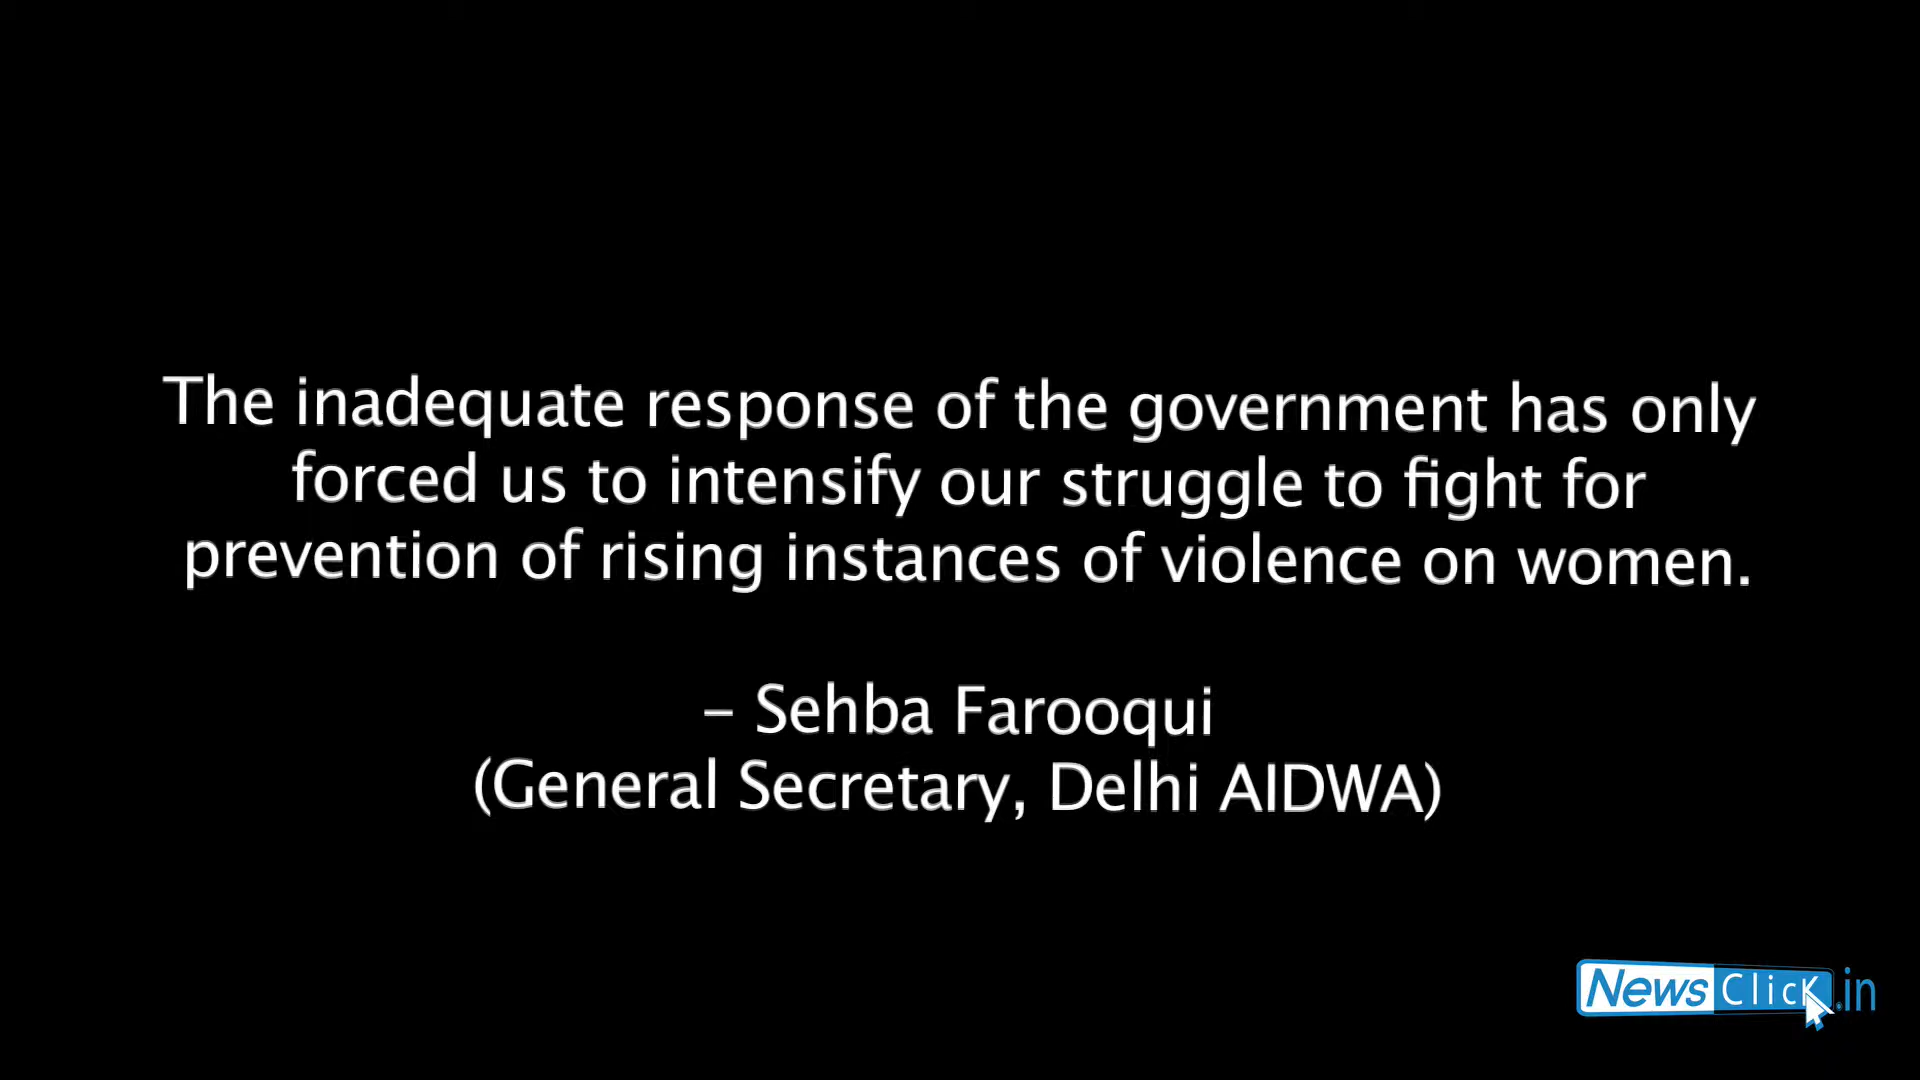 The inadequate response of the government has only
forced us to intensify our struggle to fight for
prevention of rising instances of violence on women.
– Sehba Farooqui
(General Secretary, Delhi AIDWA)
NewsClick.in